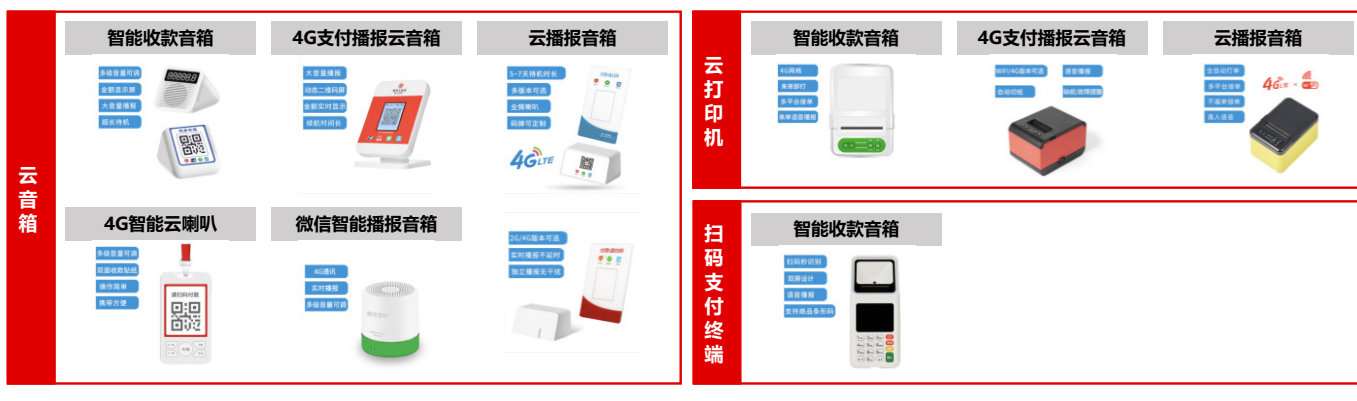 云音箱
智能收款音箱
多级音量可调
金额显示屏
大音量播报
超长待机
4G支付播报云音箱
大音量播报
动态二维码屏
金额实时显示
续航时间长
云播报音箱
5-7天待机时长
多版本可选
全频喇叭
码牌可定制
4G LTE
4G智能云喇叭
多级音量可调
双面收款贴纸
操作简单
携带方便
请扫码付款
微信智能播报音箱
4G通讯
实时播报
多级音量可调
微信支付
2G/4G版本可选
实时播报不延时
独立播报无干扰
云打印机
智能收款音箱
4G网络
来单即打
多平台接单
来单语音播报
4G支付播报云音箱
WIFI/4G版本可选
语音播报
自动切纸
缺纸/故障提醒
云播报音箱
全自动打单
多平台接单
不漏单错单
真人语音
4G LTE ×
扫码支付终端
智能收款音箱
扫码秒识别
双屏设计
语音播报
支持商品条形码